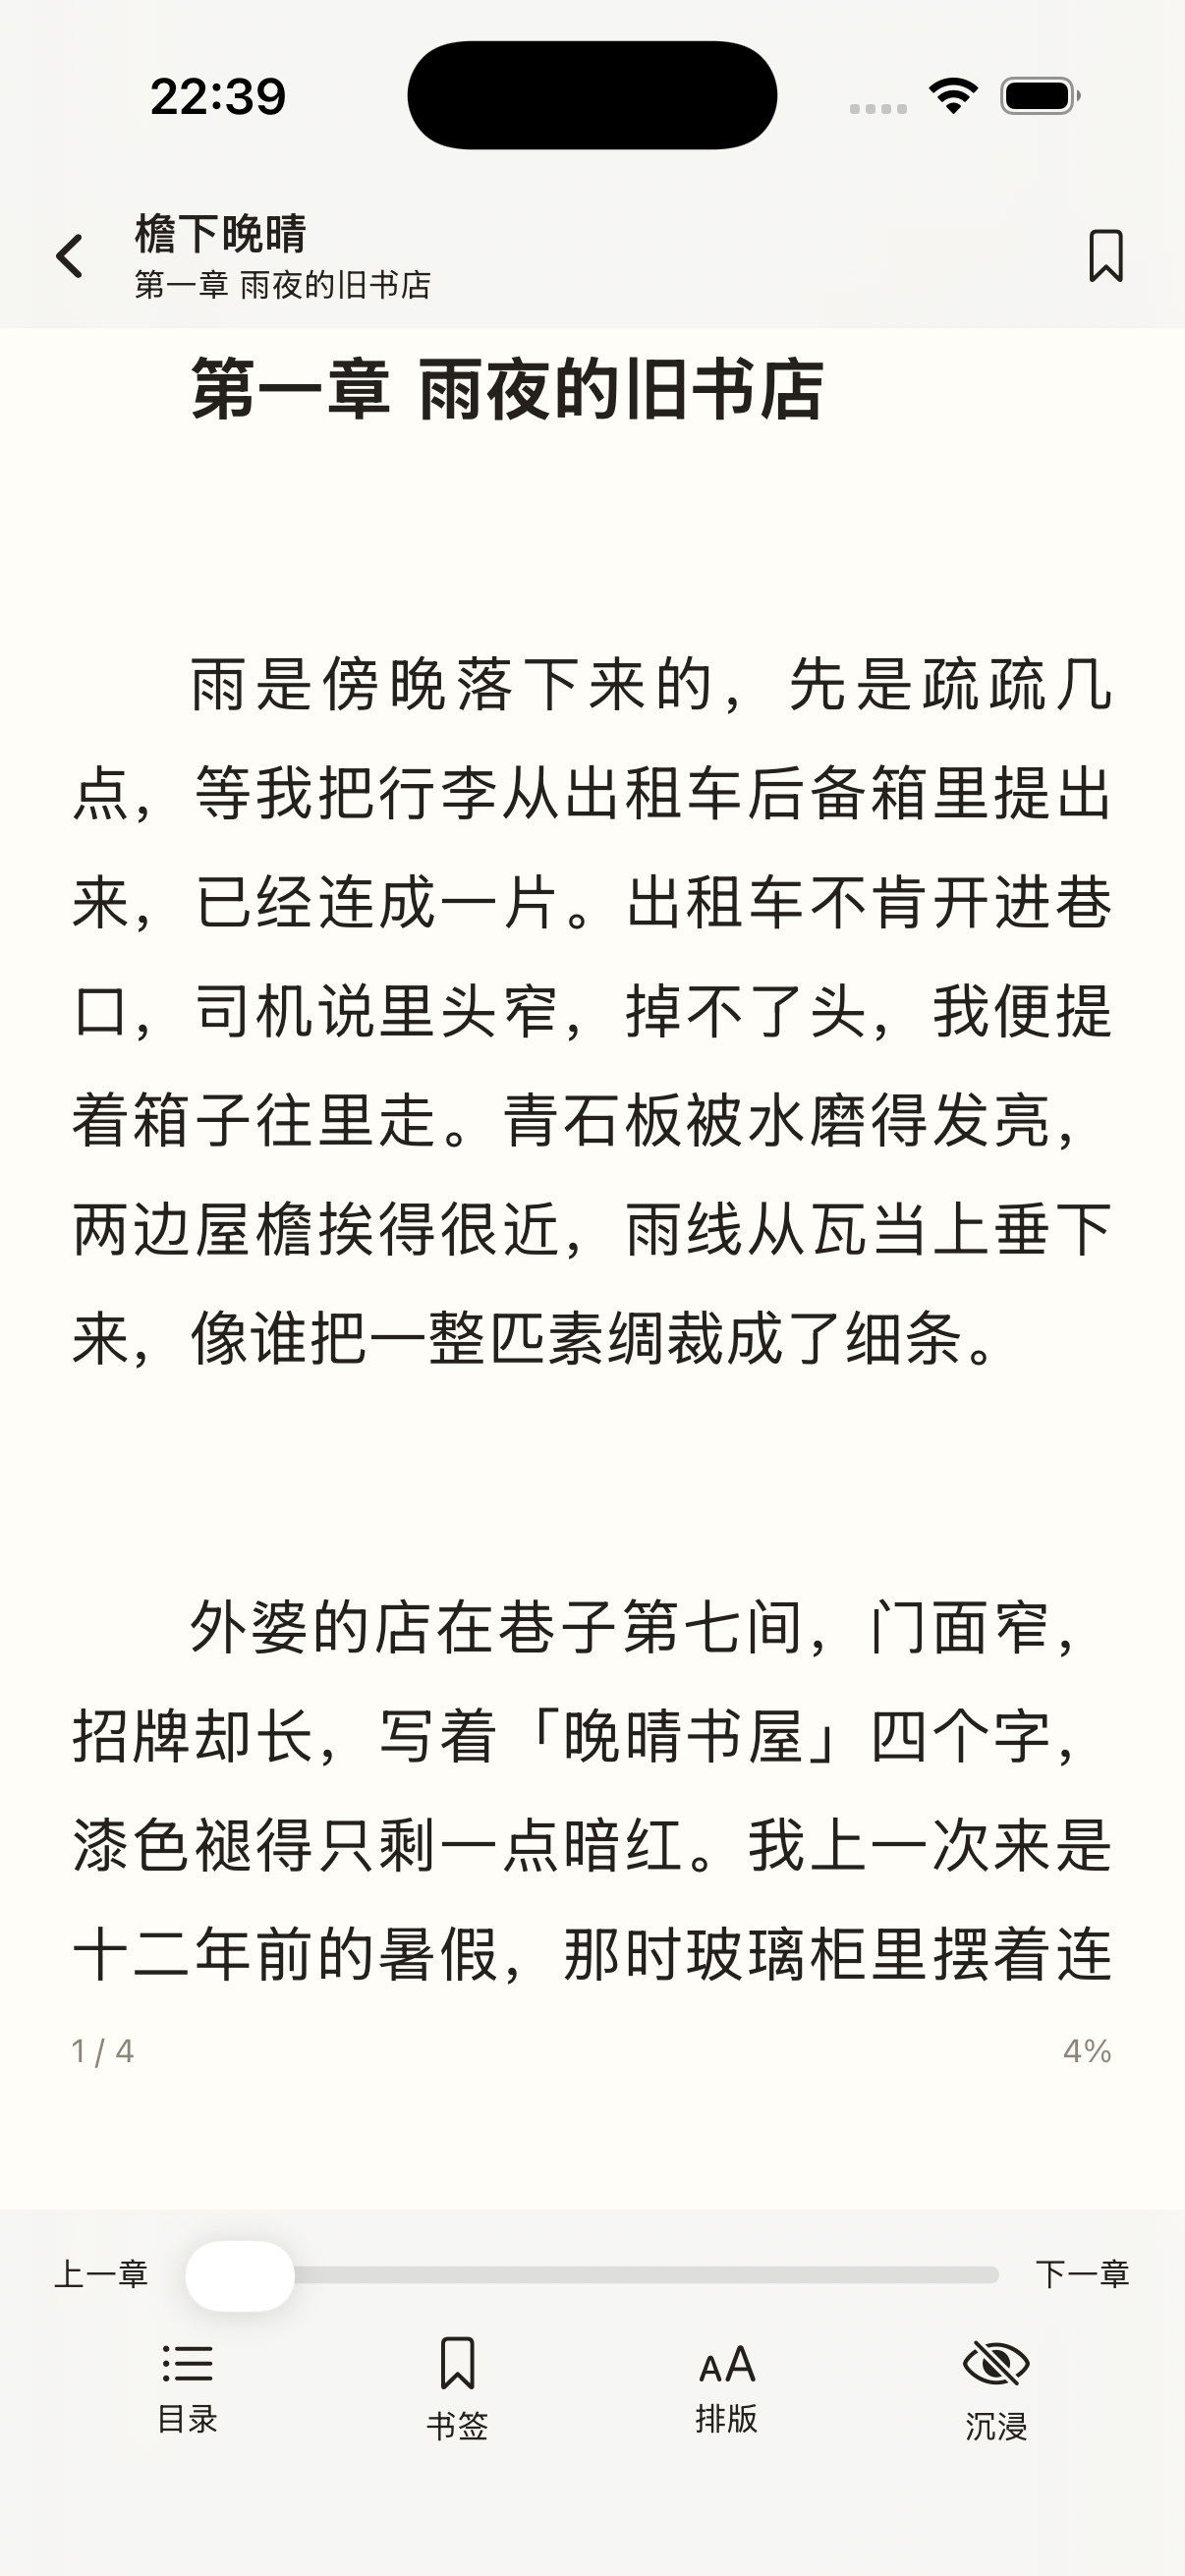 22:39
檐下晚晴
第一章 雨夜的旧书店
第一章 雨夜的旧书店
雨是傍晚落下来的，先是疏疏几
点，等我把行李从出租车后备箱里提出
来，已经连成一片。出租车不肯开进巷
口，司机说里头窄，掉不了头，我便提
着箱子往里走。青石板被水磨得发亮，
两边屋檐挨得很近，雨线从瓦当上垂下
来，像谁把一整匹素绸裁成了细条。
外婆的店在巷子第七间，门面窄，
招牌却长，写着「晚晴书屋」四个字，
漆色褪得只剩一点暗红。我上一次来是
十二年前的暑假，那时玻璃柜里摆着连
1 / 4
4%
上一章
下一章
目录
书签
AA
排版
沉浸